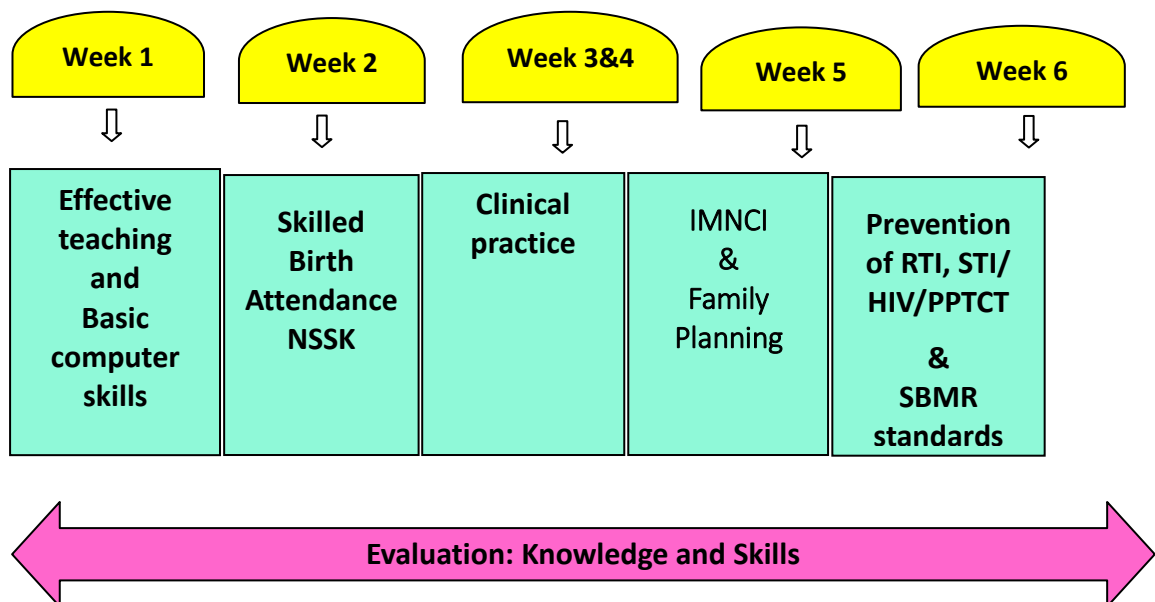 Week 1
Week 2
Week 3&4
Week 5
Week 6
Effective
teaching
and
Basic
computer
skills
Skilled
Birth
Attendance
NSSK
Clinical
practice
IMNCI
&
Family
Planning
Prevention
of RTI, STI/
HIV/PPTCT
&
SBMR
standards
Evaluation: Knowledge and Skills